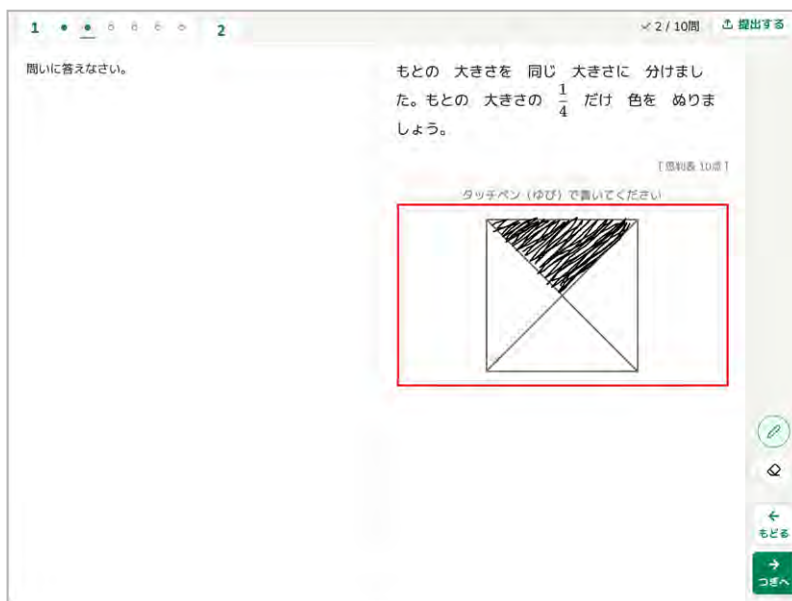 1 2
✓2 / 10問 提出する
問いに答えなさい。
もとの 大きさを 同じ 大きさに 分けまし
た。もとの 大きさの 1/4 だけ 色を ぬりま
しょう。
タッチペン（ゆび）で書いてください
もどる
つぎへ